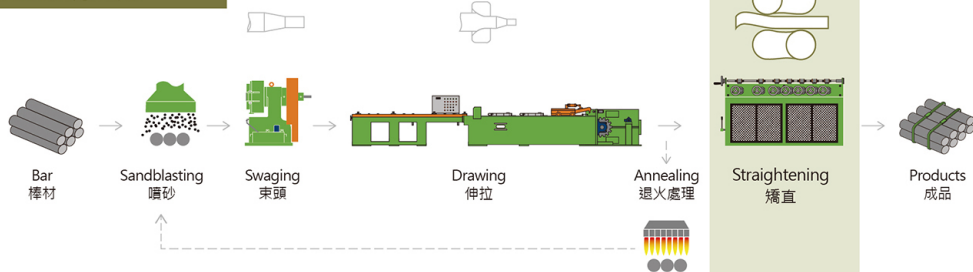 Bar
棒材
Sandblasting
噴砂
Swaging
束頭
Drawing
伸拉
Annealing
退火處理
Straightening
矯直
Products
成品